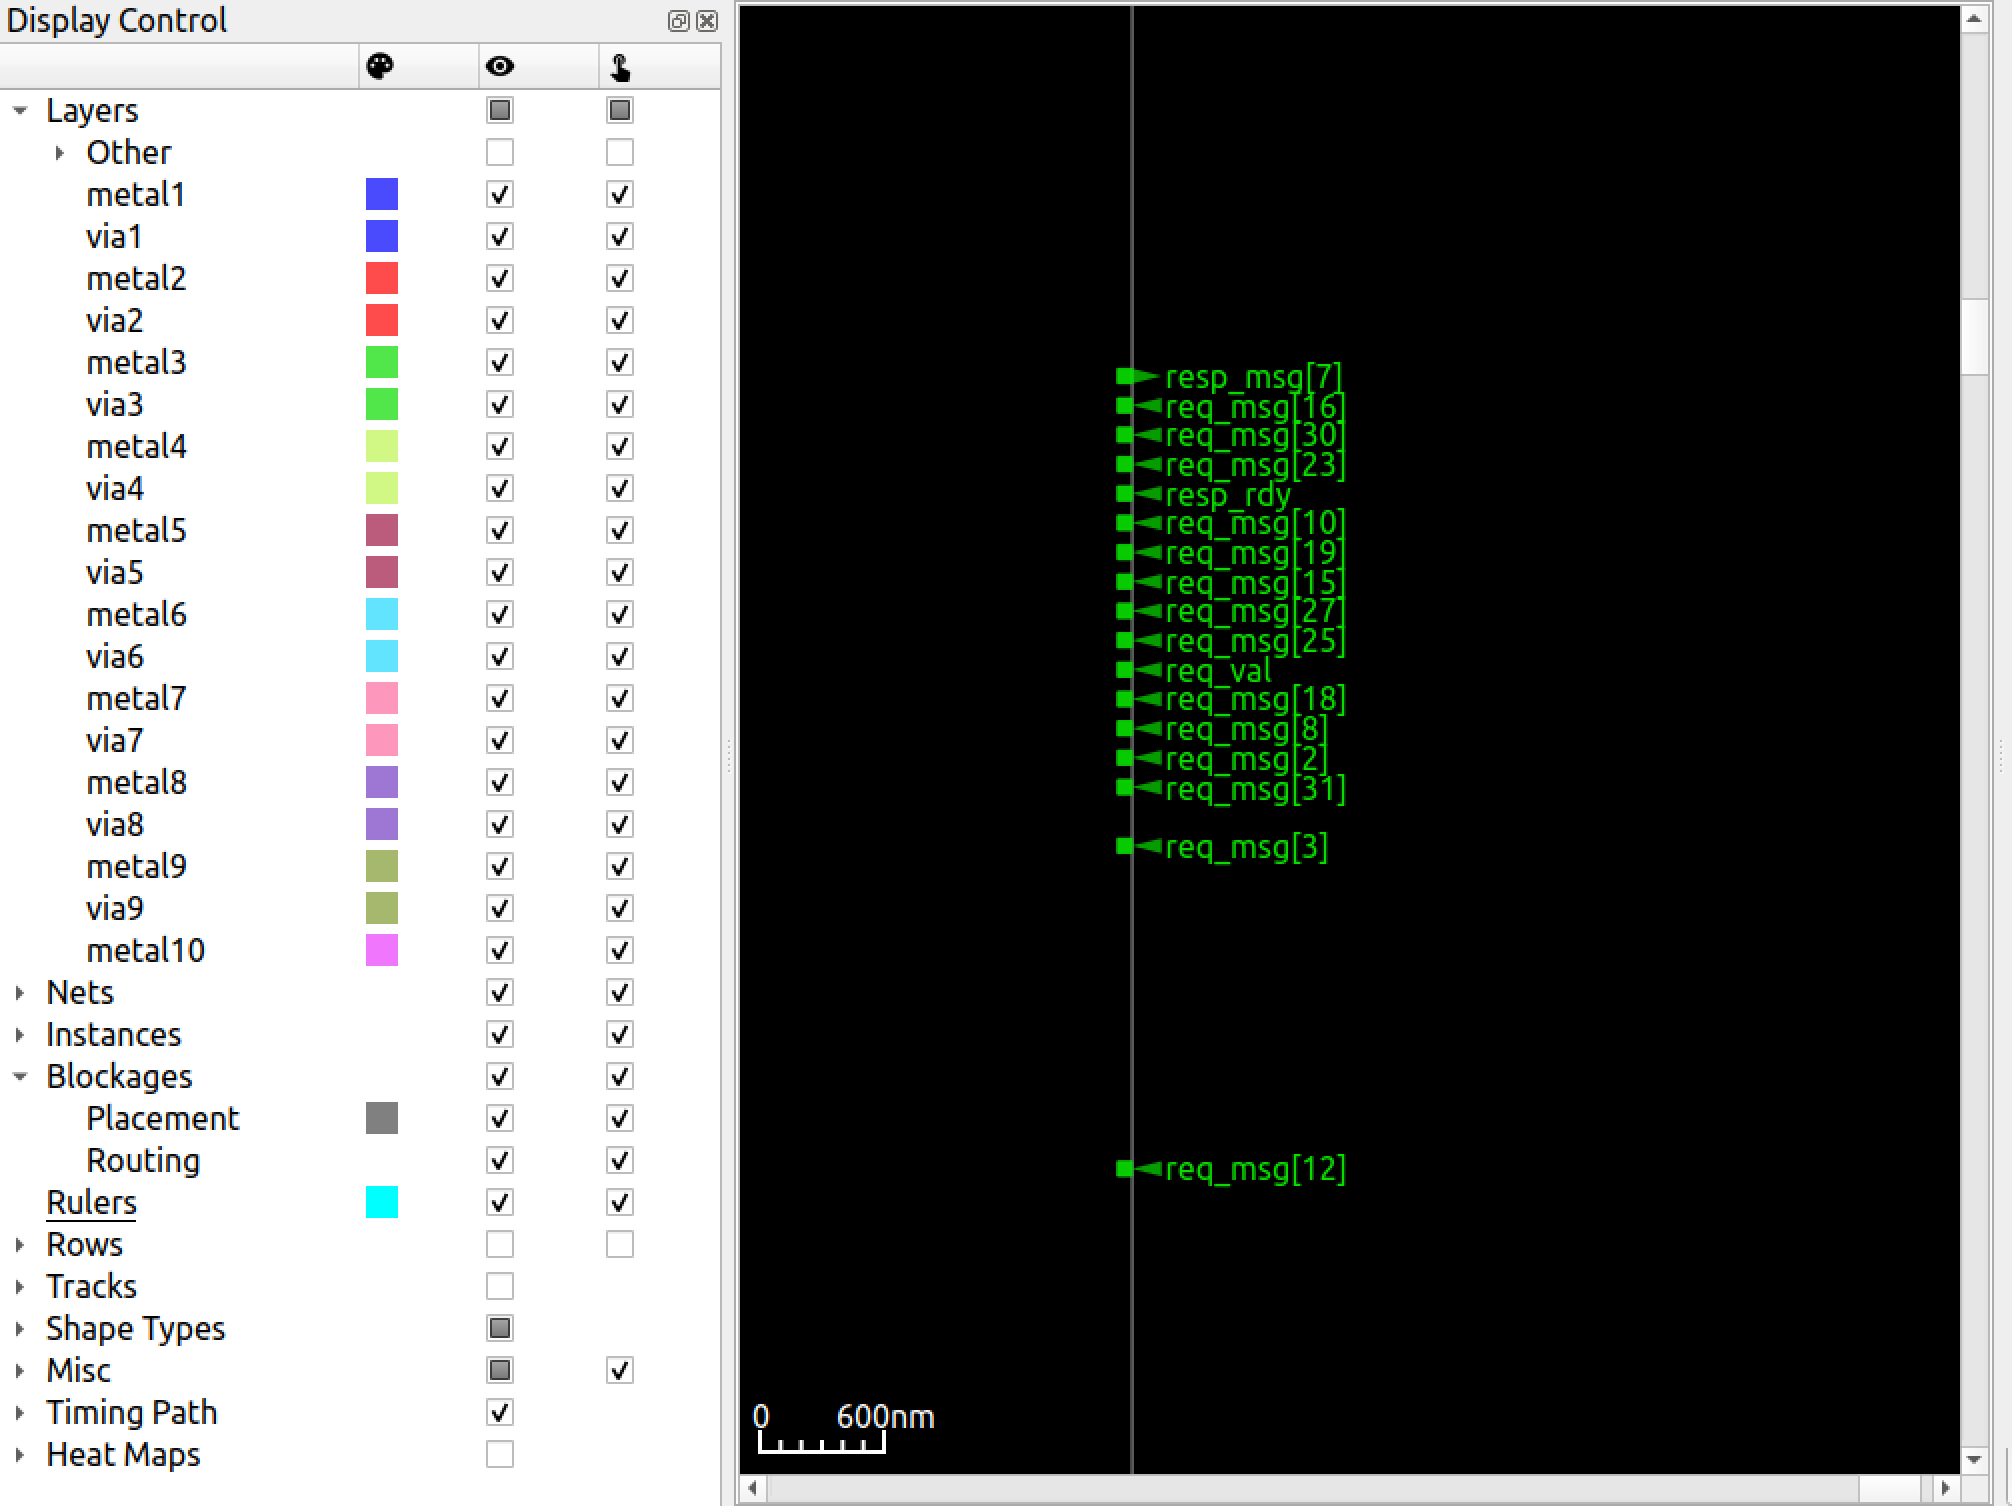 Display Control
Layers
Other
metal1
via1
metal2
via2
metal3
via3
metal4
via4
metal5
via5
metal6
via6
metal7
via7
metal8
via8
metal9
via9
metal10
Nets
Instances
Blockages
Placement
Routing
Rulers
Rows
Tracks
Shape Types
Misc
Timing Path
Heat Maps
resp_msg[7]
req_msg[16]
req_msg[30]
req_msg[23]
resp_rdy
req_msg[10]
req_msg[19]
req_msg[15]
req_msg[27]
req_msg[25]
req_val
req_msg[18]
req_msg[8]
req_msg[2]
req_msg[31]
req_msg[3]
req_msg[12]
0 600nm